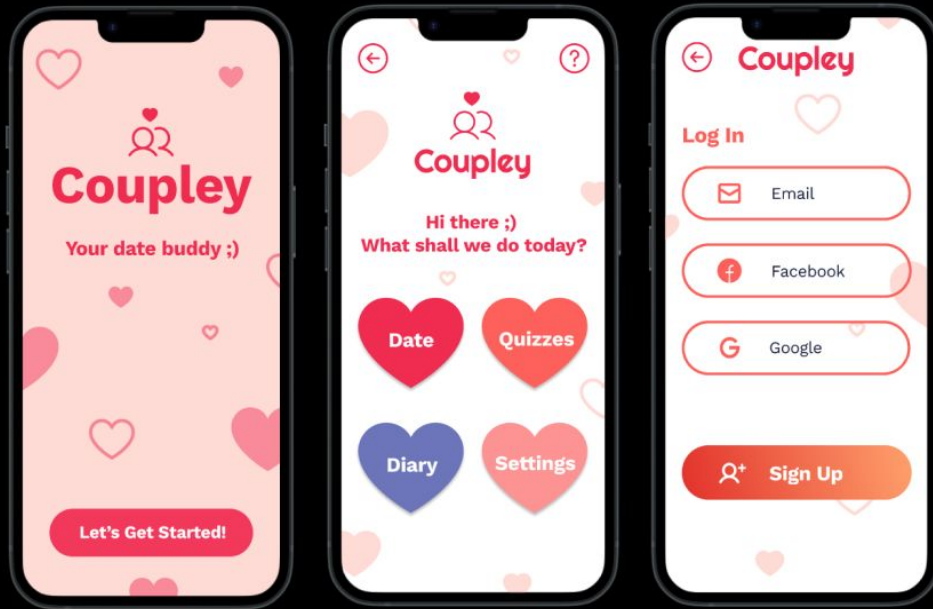 Coupley
Your date buddy ;)
Let's Get Started!
?
Coupley
Hi there ;)
What shall we do today?
Date
Quizzes
Diary
Settings
Coupley
Log In
Email
f
Facebook
G
Google
Sign Up